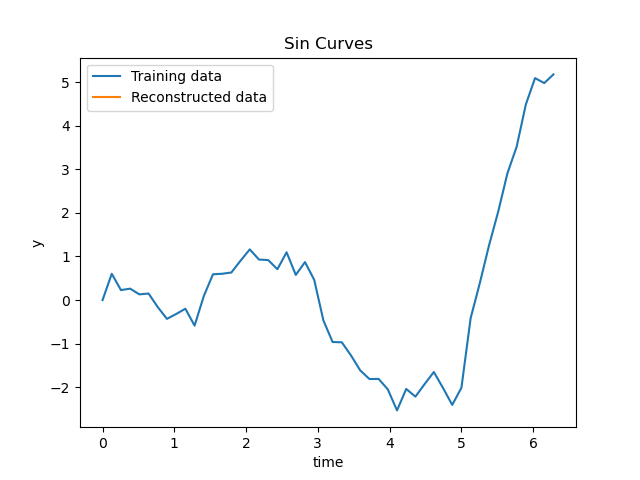 Sin Curves
Training data
Reconstructed data
5
4
3
2
1
0
−1
−2
y
0 1 2 3 4 5 6
time